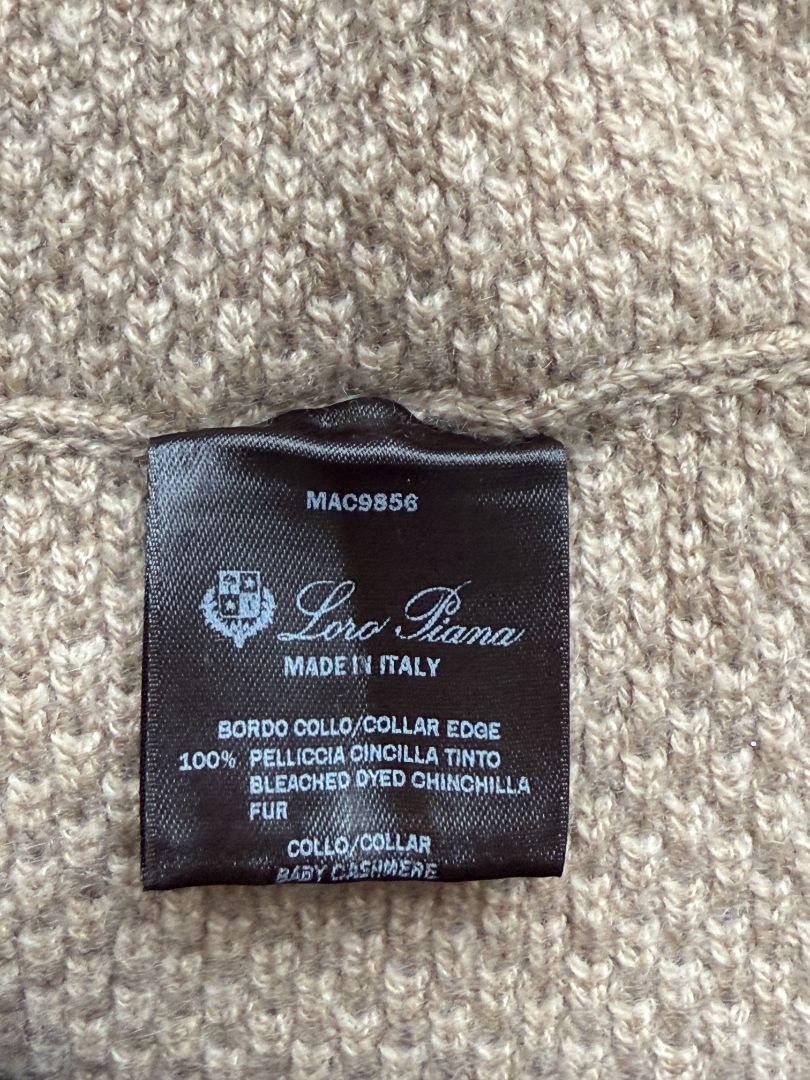 MAC9856
Loro Piana
MADE IN ITALY
BORDO COLLO/COLLAR EDGE
100% PELLICCIA CINCILLA TINTO
BLEACHED DYED CHINCHILLA
FUR
COLLO/COLLAR
BABY CASHMERE